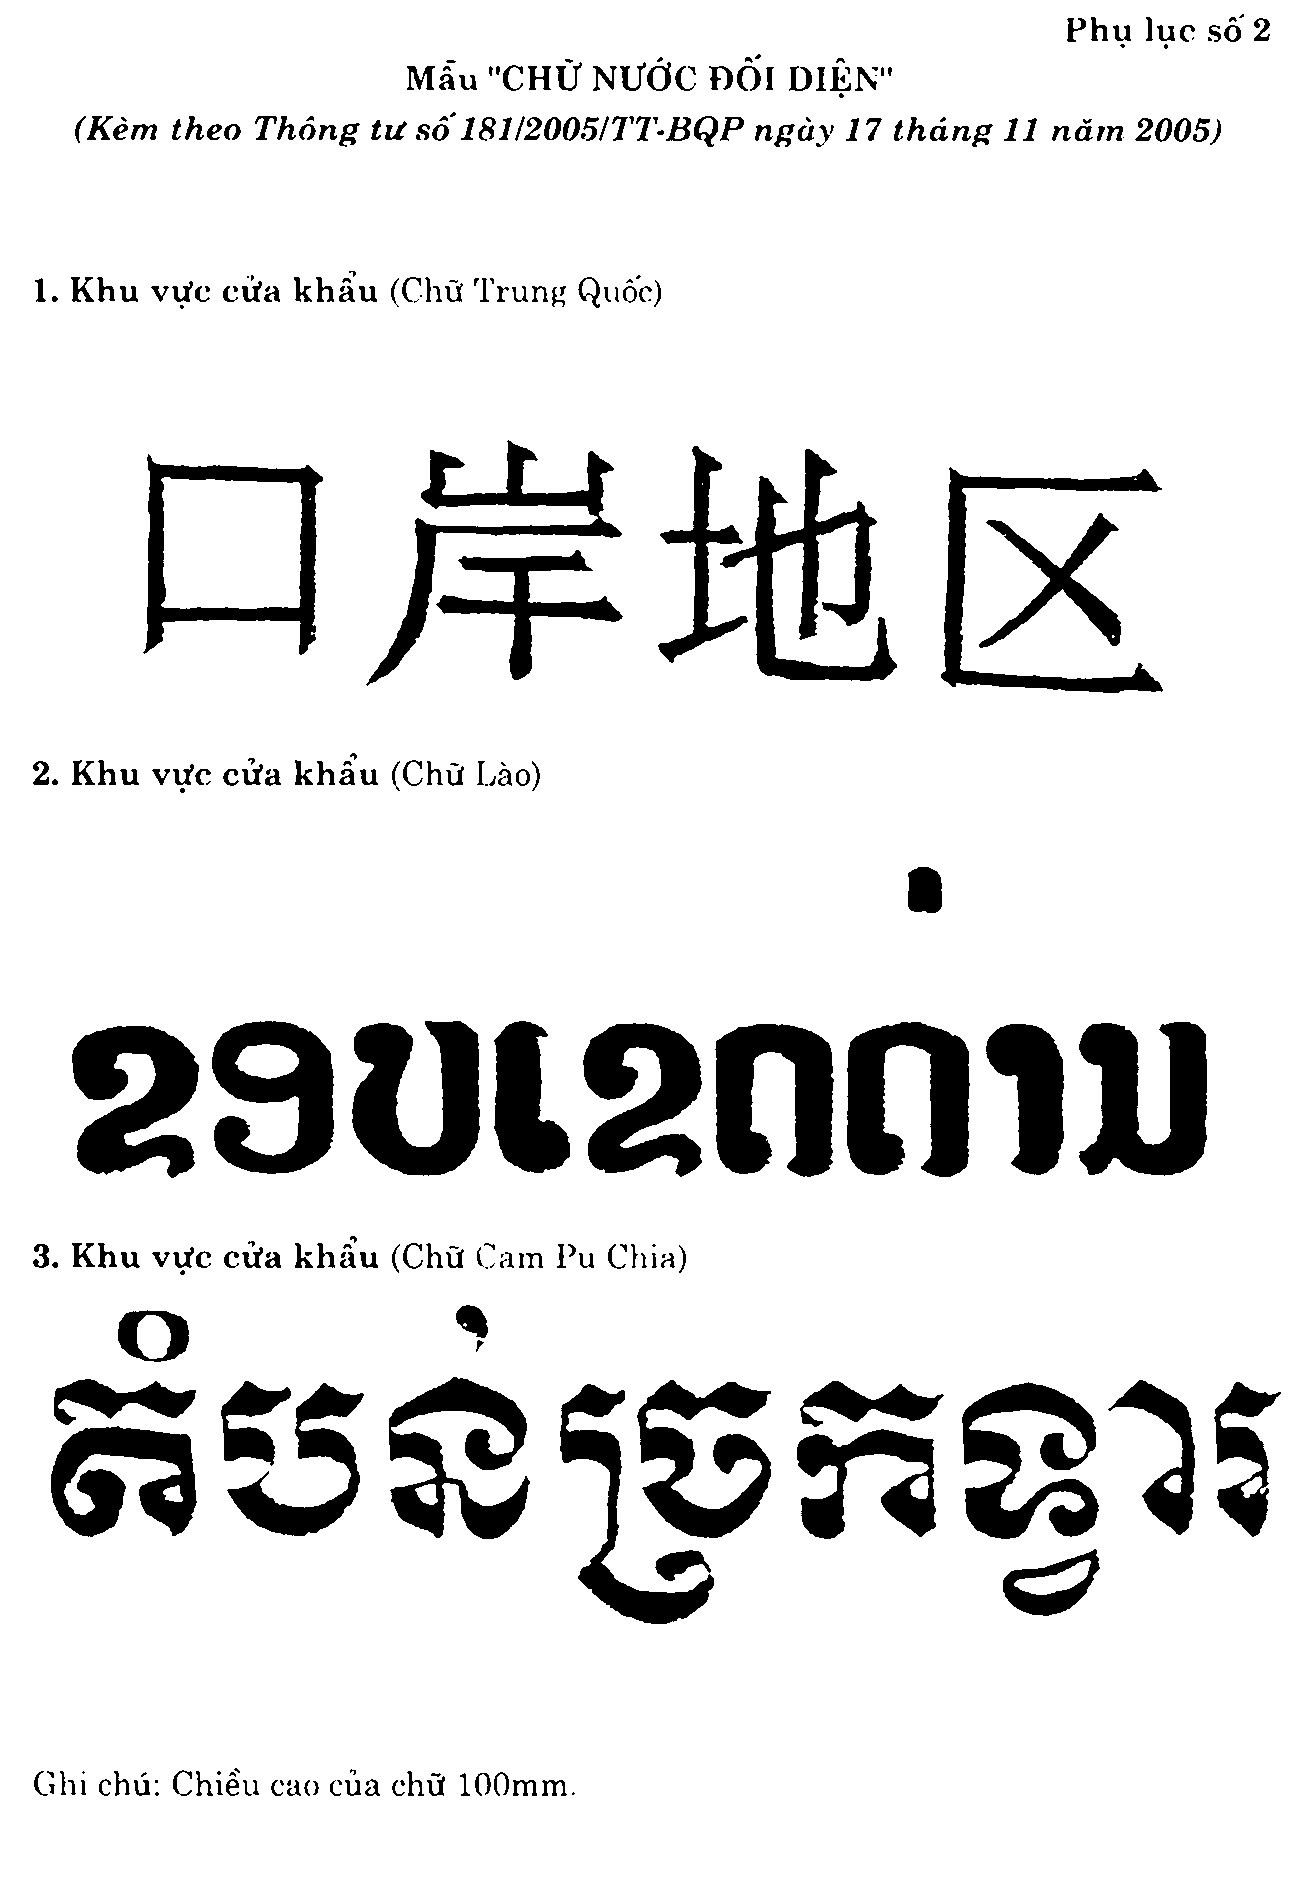 Phụ lục số 2
Mẫu "CHỮ NƯỚC ĐỐI DIỆN"
(Kèm theo Thông tư số 181/2005/TT-BQP ngày 17 tháng 11 năm 2005)
1. Khu vực cửa khẩu (Chữ Trung Quốc)
口岸地区
2. Khu vực cửa khẩu (Chữ Lào)
ຂອບເຂດດ່ານ
3. Khu vực cửa khẩu (Chữ Cam Pu Chia)
តំបន់ច្រកទ្វារ
Ghi chú: Chiều cao của chữ 100mm.